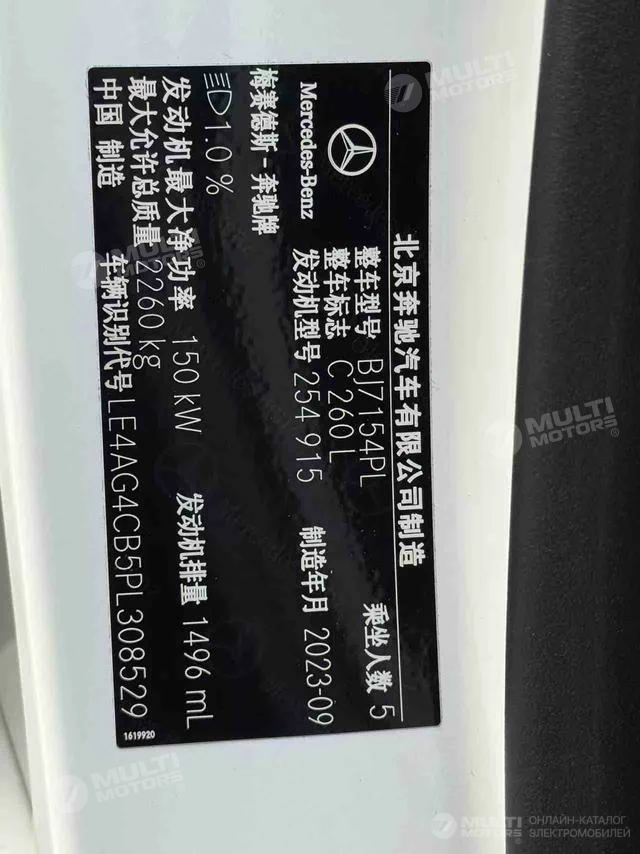 北京奔驰汽车有限公司制造
Mercedes-Benz
梅赛德斯-奔驰牌
整车型号 BJ7154PL 乘坐人数 5
整车标志 C 260 L
发动机型号 254 915 制造年月 2023-09
1.0 %
发动机最大净功率 150 kW 发动机排量 1496 mL
最大允许总质量 2260 kg
中国 制造 车辆识别代号 LE4AG4CB5PL308529
1619920
MULTI MOTORS
MULTI MOTORS
MULTI MOTORS
MULTI MOTORS
MULTI MOTORS ОНЛАЙН-КАТАЛОГ ЭЛЕКТРОМОБИЛЕЙ